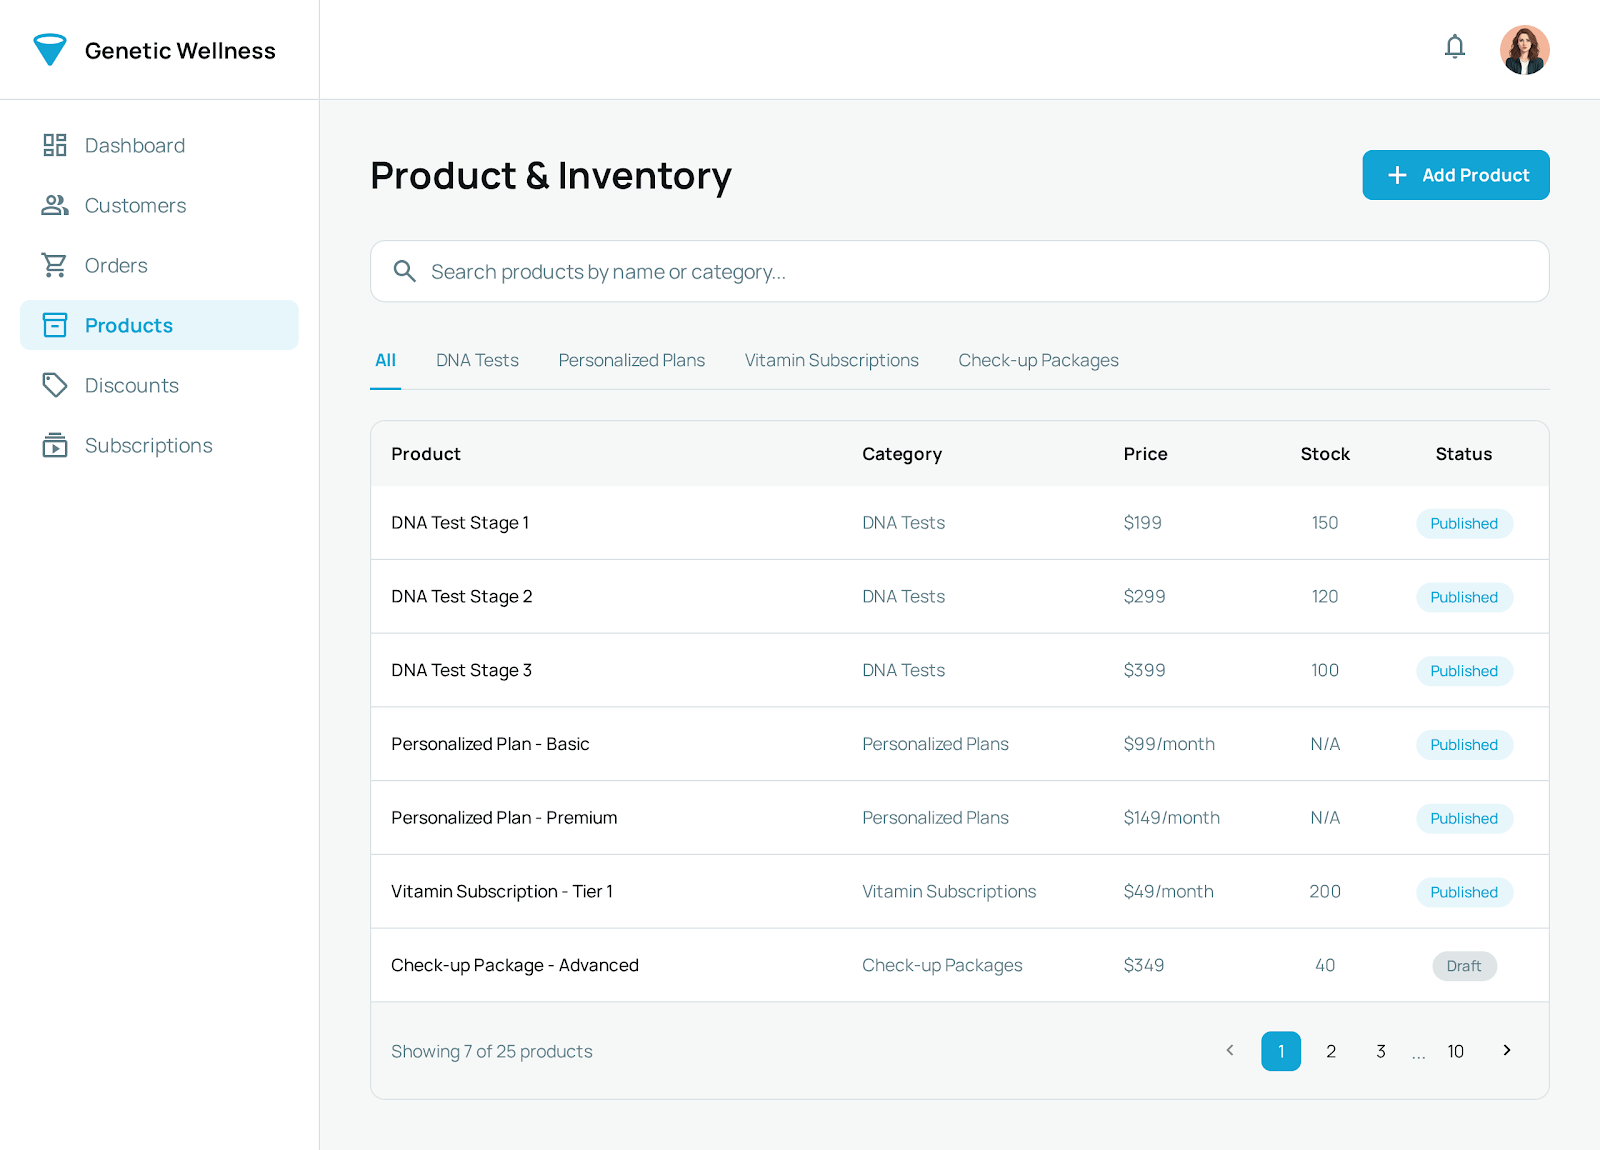 Genetic Wellness
Dashboard
Customers
Orders
Products
Discounts
Subscriptions
Product & Inventory
Add Product
Search products by name or category...
All DNA Tests Personalized Plans Vitamin Subscriptions Check-up Packages
Product Category Price Stock Status
DNA Test Stage 1 DNA Tests $199 150 Published
DNA Test Stage 2 DNA Tests $299 120 Published
DNA Test Stage 3 DNA Tests $399 100 Published
Personalized Plan - Basic Personalized Plans $99/month N/A Published
Personalized Plan - Premium Personalized Plans $149/month N/A Published
Vitamin Subscription - Tier 1 Vitamin Subscriptions $49/month 200 Published
Check-up Package - Advanced Check-up Packages $349 40 Draft
Showing 7 of 25 products 1 2 3 ... 10